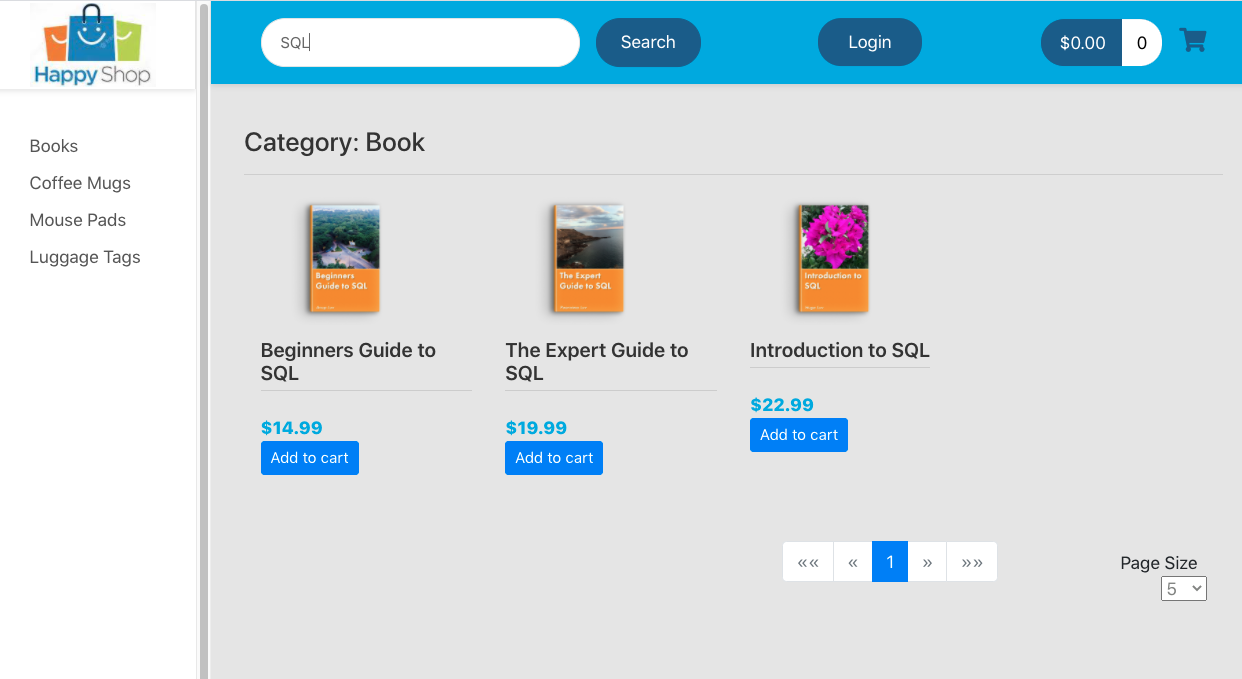 Happy Shop
SQL
Search
Login
$0.00
0
Books
Coffee Mugs
Mouse Pads
Luggage Tags
Category: Book
Beginners
Guide to SQL
The Expert
Guide to SQL
Introduction to
SQL
Beginners Guide to
SQL
$14.99
Add to cart
The Expert Guide to
SQL
$19.99
Add to cart
Introduction to SQL
$22.99
Add to cart
««
«
1
»
»»
Page Size
5